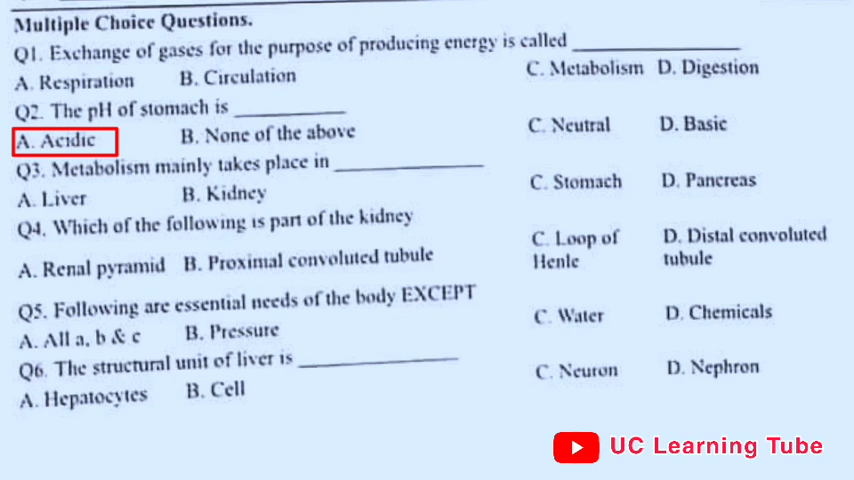 Multiple Choice Questions.
Q1. Exchange of gases for the purpose of producing energy is called _______________
A. Respiration B. Circulation C. Metabolism D. Digestion
Q2. The pH of stomach is __________
A. Acidic B. None of the above C. Neutral D. Basic
Q3. Metabolism mainly takes place in _____________
A. Liver B. Kidney C. Stomach D. Pancreas
Q4. Which of the following is part of the kidney
A. Renal pyramid B. Proximal convoluted tubule C. Loop of Henle D. Distal convoluted tubule
Q5. Following are essential needs of the body EXCEPT
A. All a, b & c B. Pressure C. Water D. Chemicals
Q6. The structural unit of liver is ______________
A. Hepatocytes B. Cell C. Neuron D. Nephron
UC Learning Tube